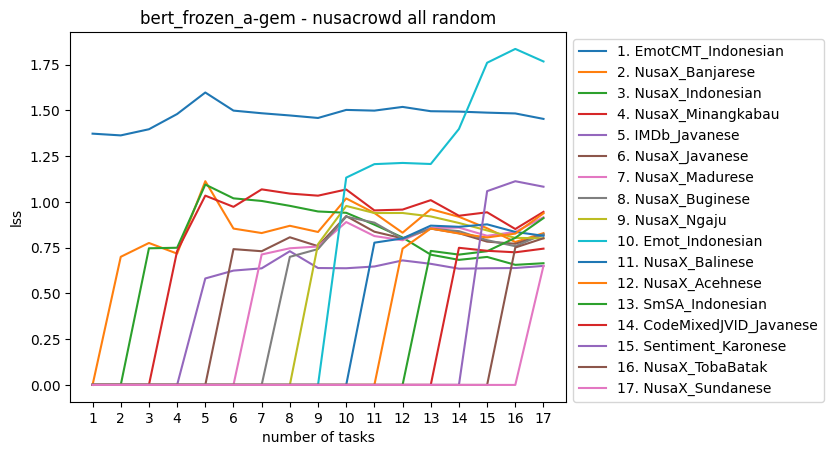 bert_frozen_a-gem - nusacrowd all random
lss
1.75
1.50
1.25
1.00
0.75
0.50
0.25
0.00
1 2 3 4 5 6 7 8 9 10 11 12 13 14 15 16 17
number of tasks
1. EmotCMT_Indonesian
2. NusaX_Banjarese
3. NusaX_Indonesian
4. NusaX_Minangkabau
5. IMDb_Javanese
6. NusaX_Javanese
7. NusaX_Madurese
8. NusaX_Buginese
9. NusaX_Ngaju
10. Emot_Indonesian
11. NusaX_Balinese
12. NusaX_Acehnese
13. SmSA_Indonesian
14. CodeMixedJVID_Javanese
15. Sentiment_Karonese
16. NusaX_TobaBatak
17. NusaX_Sundanese